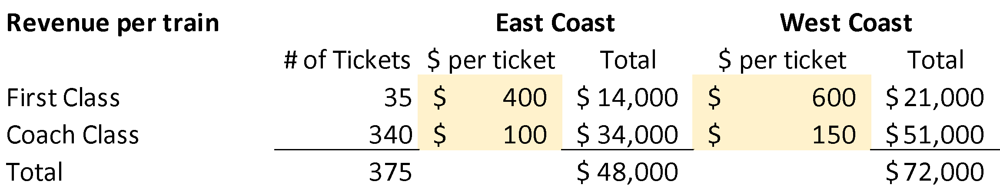 Revenue per train East Coast West Coast
# of Tickets $ per ticket Total $ per ticket Total
First Class 35 $ 400 $ 14,000 $ 600 $ 21,000
Coach Class 340 $ 100 $ 34,000 $ 150 $ 51,000
Total 375 $ 48,000 $ 72,000